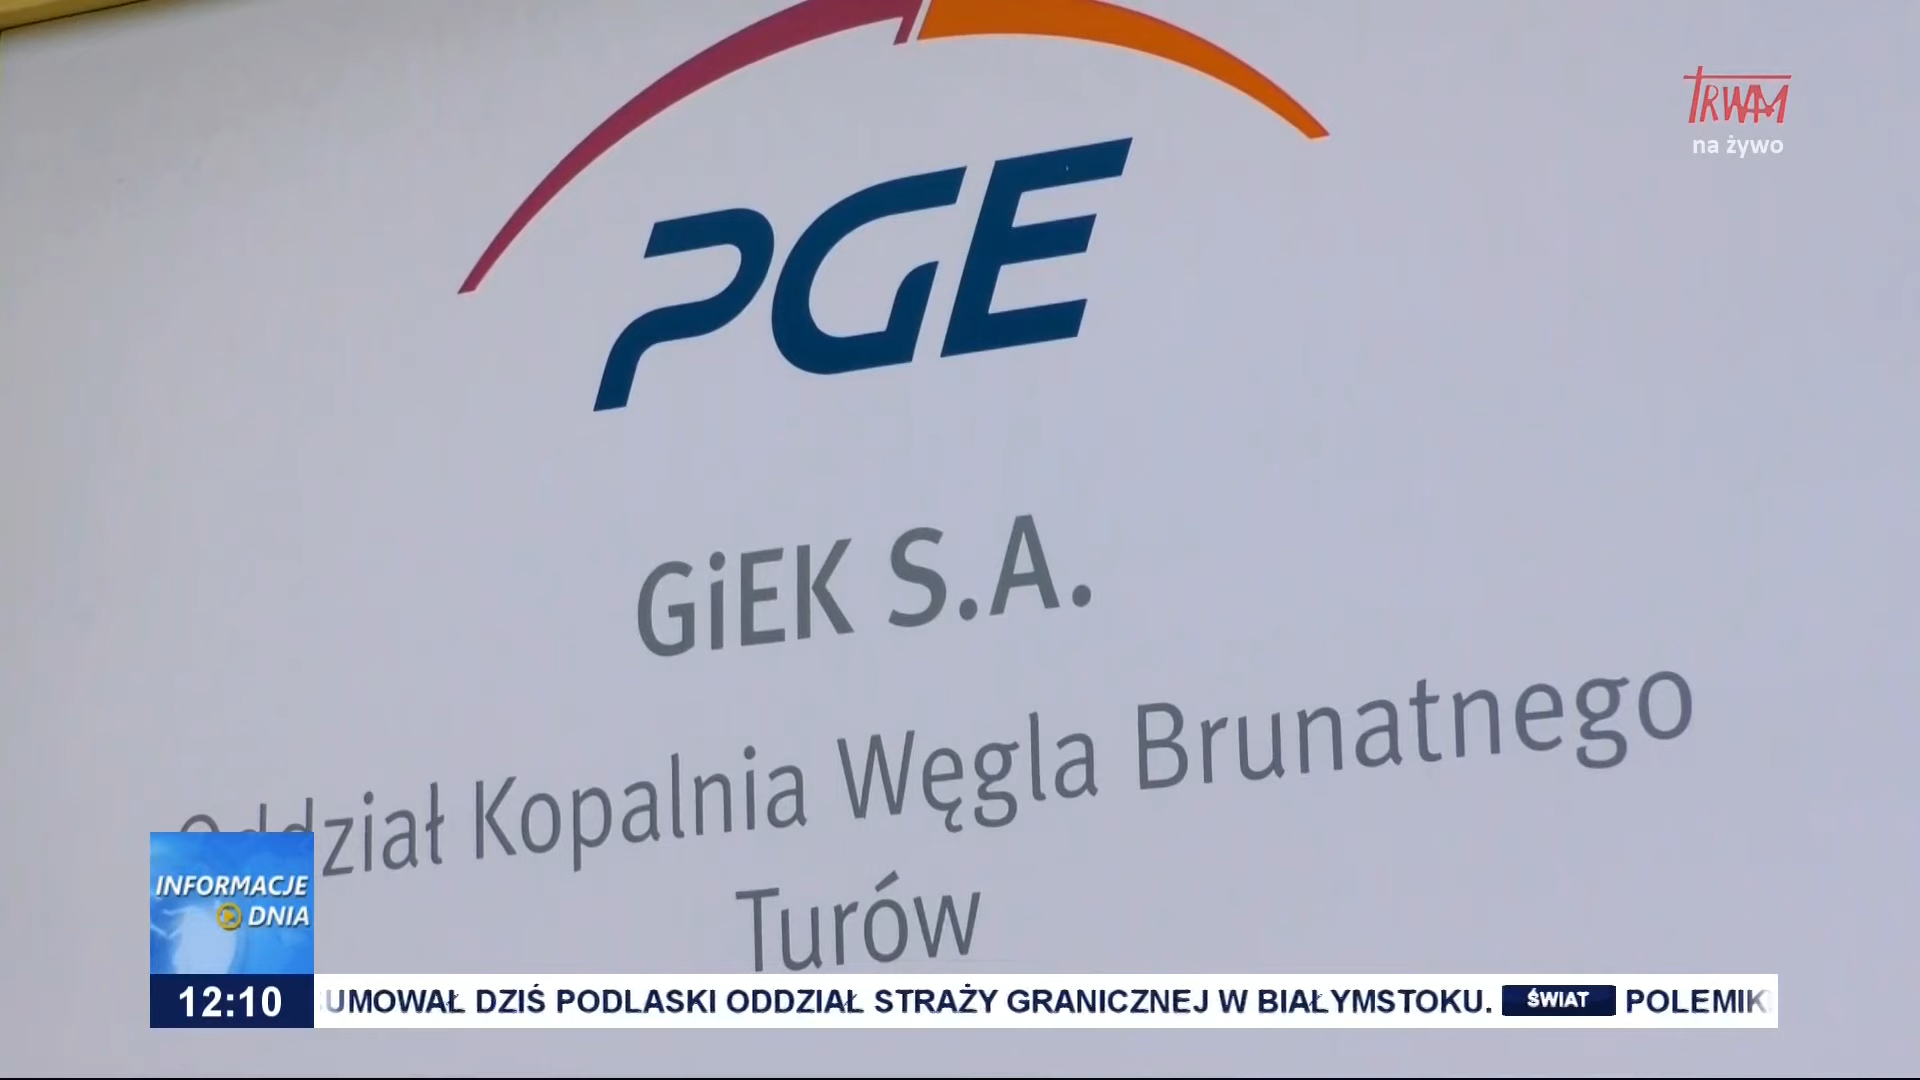 TRWAM
na żywo
PGE
GiEK S.A.
Oddział Kopalnia Węgla Brunatnego
Turów
INFORMACJE
DNIA
12:10 UMOWAŁ DZIŚ PODLASKI ODDZIAŁ STRAŻY GRANICZNEJ W BIAŁYMSTOKU. ŚWIAT POLEMIK